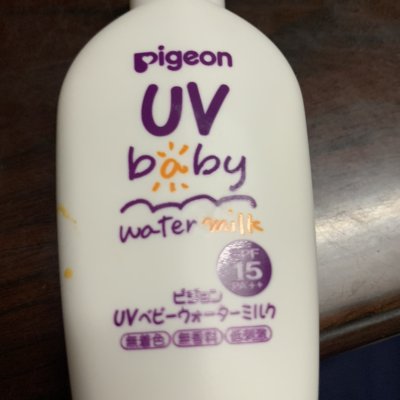 Pigeon
UV
baby
water milk
SPF
15
PA++
ピジョン
UVベビーウォーターミルク
無着色 無香料 低刺激